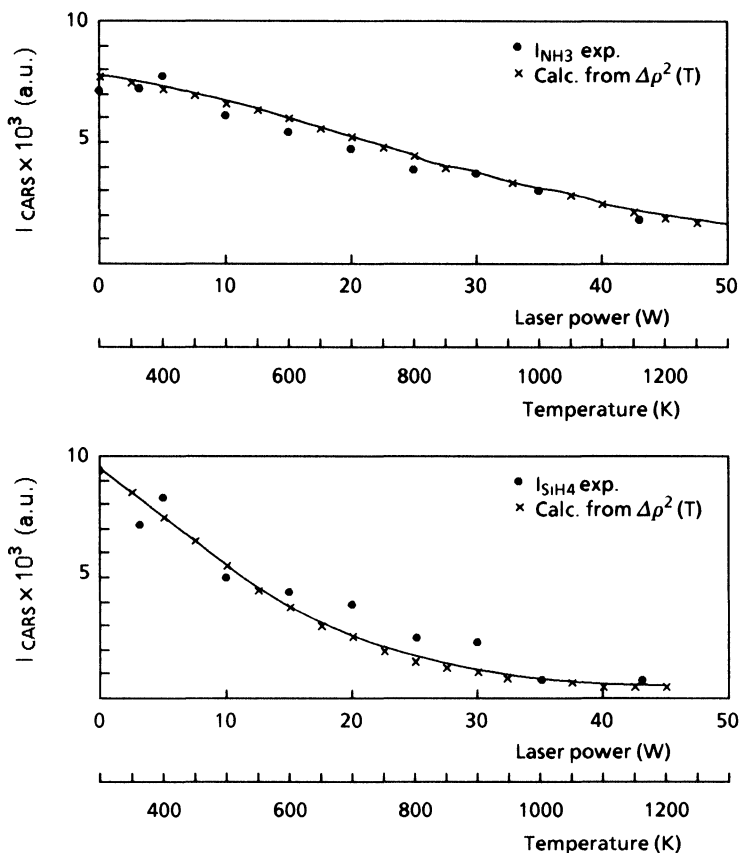 10
● I_NH3 exp.
× Calc. from Δρ² (T)
5
I CARS × 10³ (a.u.)
0 10 20 30 40 50
Laser power (W)
400 600 800 1000 1200
Temperature (K)
10
● I_SiH4 exp.
× Calc. from Δρ² (T)
5
I CARS × 10³ (a.u.)
0 10 20 30 40 50
Laser power (W)
400 600 800 1000 1200
Temperature (K)